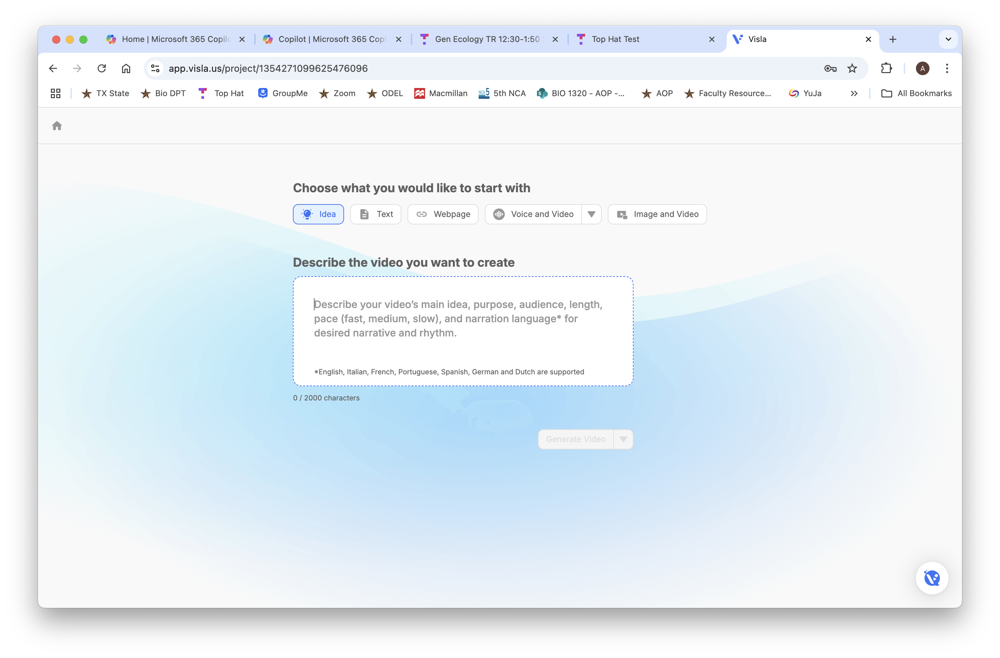 Home | Microsoft 365 Copilo
Copilot | Microsoft 365 Copi
Gen Ecology TR 12:30-1:50
Top Hat Test
Visla
app.visla.us/project/1354271099625476096
A
TX State
Bio DPT
Top Hat
GroupMe
Zoom
ODEL
Macmillan
NCA5
5th NCA
BIO 1320 - AOP -...
AOP
Faculty Resource...
YuJa
All Bookmarks
Choose what you would like to start with
Idea
Text
Webpage
Voice and Video
Image and Video
Describe the video you want to create
Describe your video’s main idea, purpose, audience, length,
pace (fast, medium, slow), and narration language* for
desired narrative and rhythm.
*English, Italian, French, Portuguese, Spanish, German and Dutch are supported
0 / 2000 characters
Generate Video